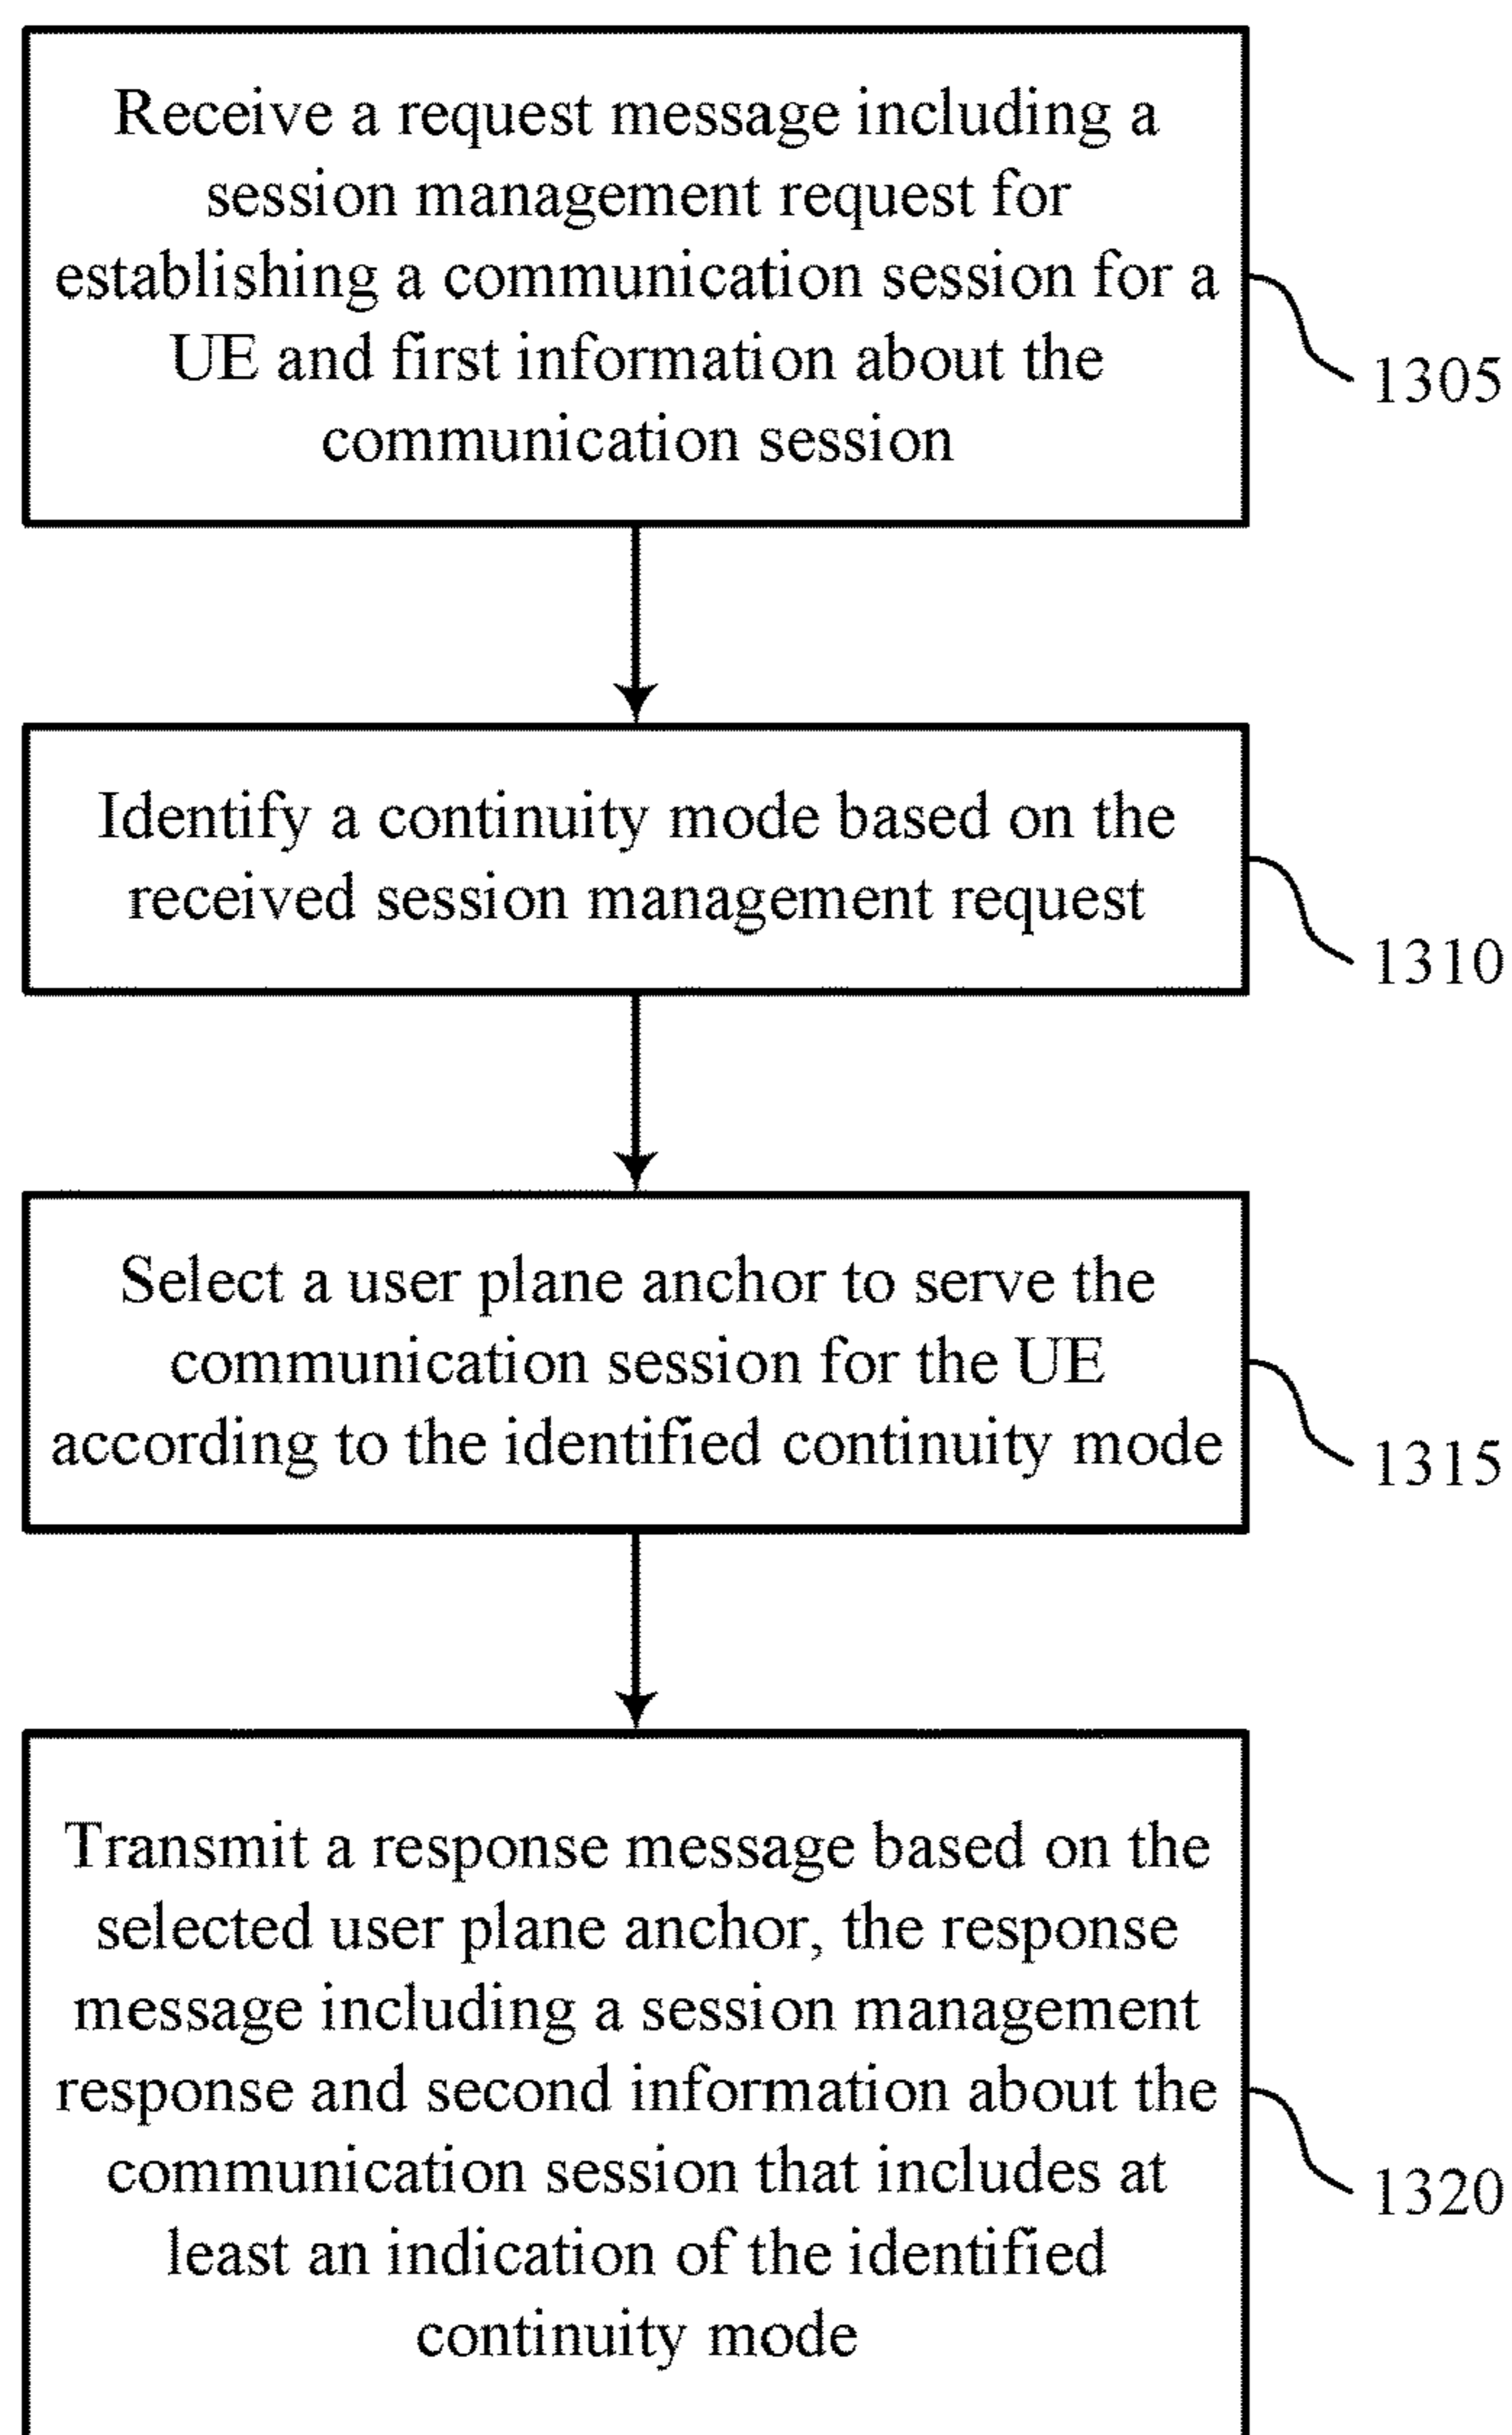 Receive a request message including a
session management request for
establishing a communication session for a
UE and first information about the
communication session
1305
Identify a continuity mode based on the
received session management request
1310
Select a user plane anchor to serve the
communication session for the UE
according to the identified continuity mode
1315
Transmit a response message based on the
selected user plane anchor, the response
message including a session management
response and second information about the
communication session that includes at
least an indication of the identified
continuity mode
1320